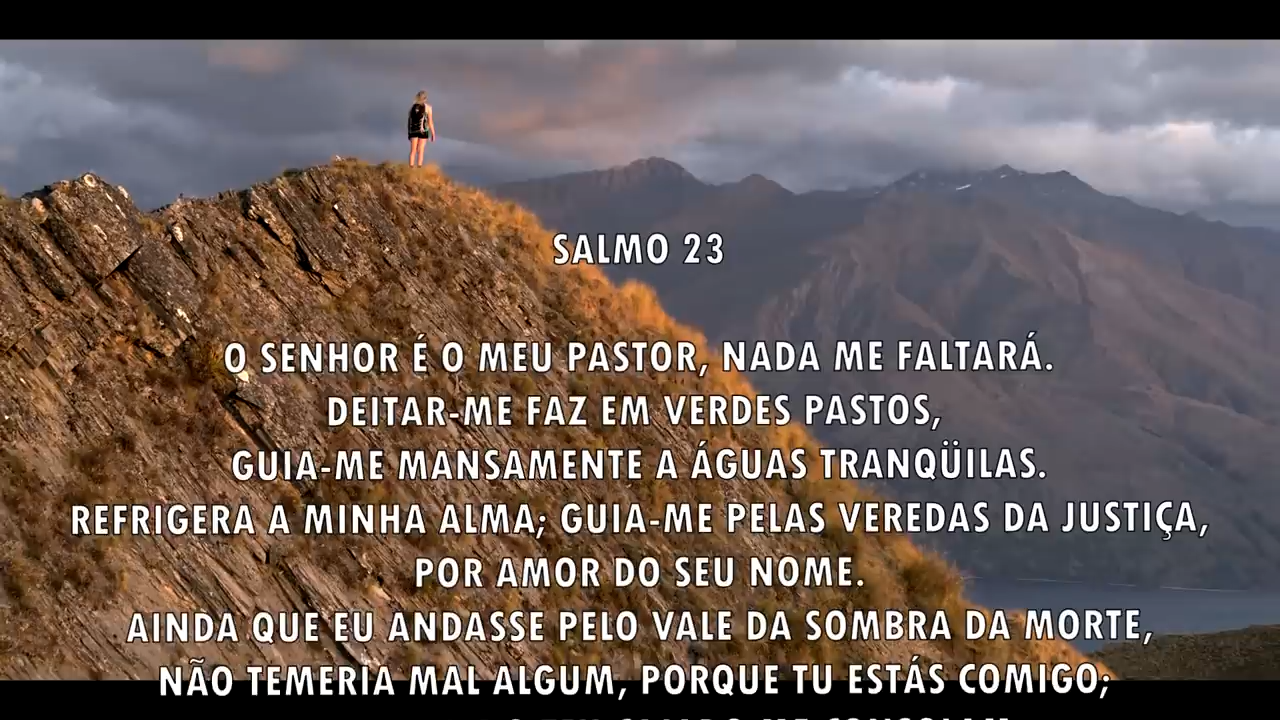 SALMO 23
O SENHOR É O MEU PASTOR, NADA ME FALTARÁ.
DEITAR-ME FAZ EM VERDES PASTOS,
GUIA-ME MANSAMENTE A ÁGUAS TRANQÜILAS.
REFRIGERA A MINHA ALMA; GUIA-ME PELAS VEREDAS DA JUSTIÇA,
POR AMOR DO SEU NOME.
AINDA QUE EU ANDASSE PELO VALE DA SOMBRA DA MORTE,
NÃO TEMERIA MAL ALGUM, PORQUE TU ESTÁS COMIGO;